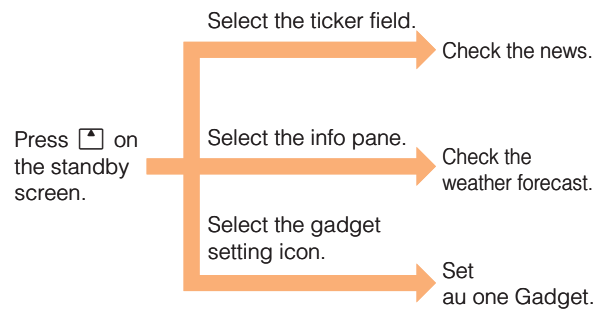 Select the ticker field.
Check the news.
Press on
the standby
screen.
Select the info pane.
Check the
weather forecast.
Select the gadget
setting icon.
Set
au one Gadget.